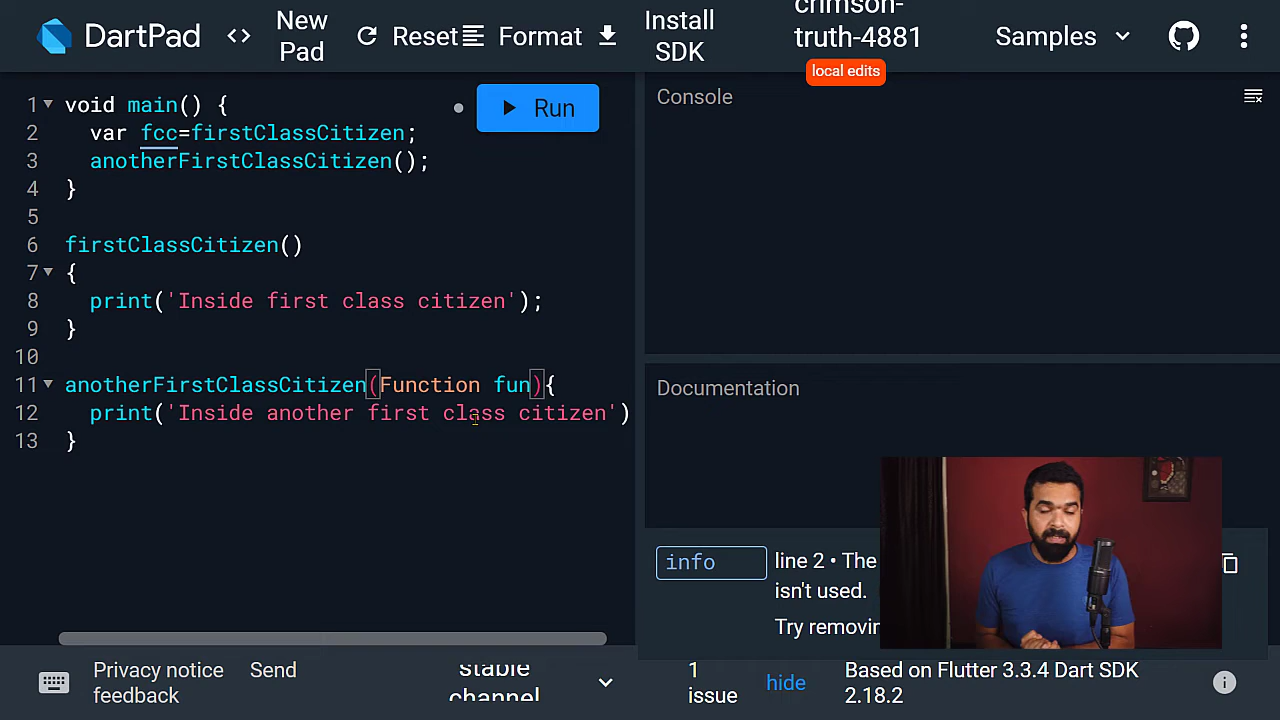 DartPad
<>
New
Pad
Reset
Format
Install
SDK
crimson-
truth-4881
local edits
Samples
1 void main() {
2 var fcc=firstClassCitizen;
3 anotherFirstClassCitizen();
4 }
5
6 firstClassCitizen()
7 {
8 print('Inside first class citizen');
9 }
10
11 anotherFirstClassCitizen(Function fun){
12 print('Inside another first class citizen')
13 }
Run
Console
Documentation
info
line 2 • The
isn't used.
Try removin
Privacy notice
feedback
Send
stable
channel
1
issue
hide
Based on Flutter 3.3.4 Dart SDK
2.18.2